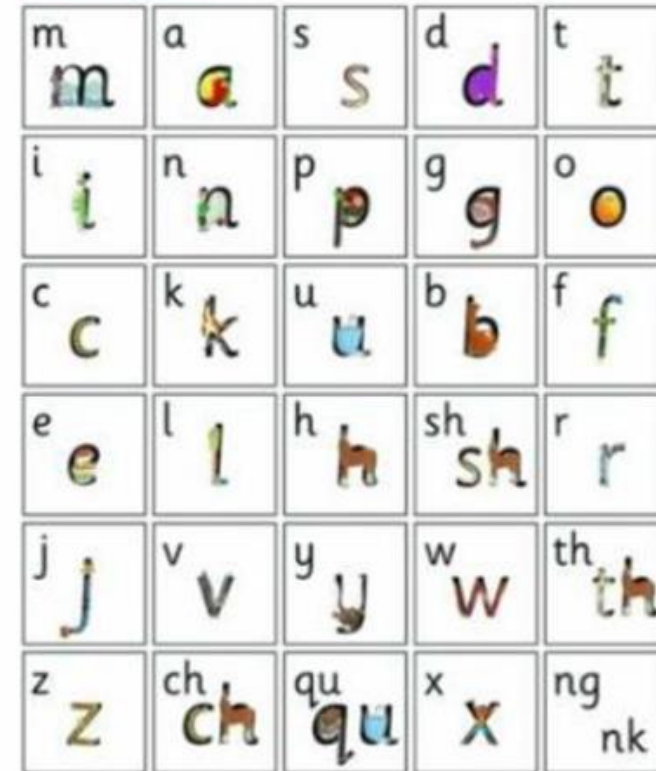 m a s d t
m a s d t
i n p g o
i n p g o
c k u b f
c k u b f
e l h sh r
e l h sh r
j v y w th
j v y w th
z ch qu x ng
z ch qu x nk